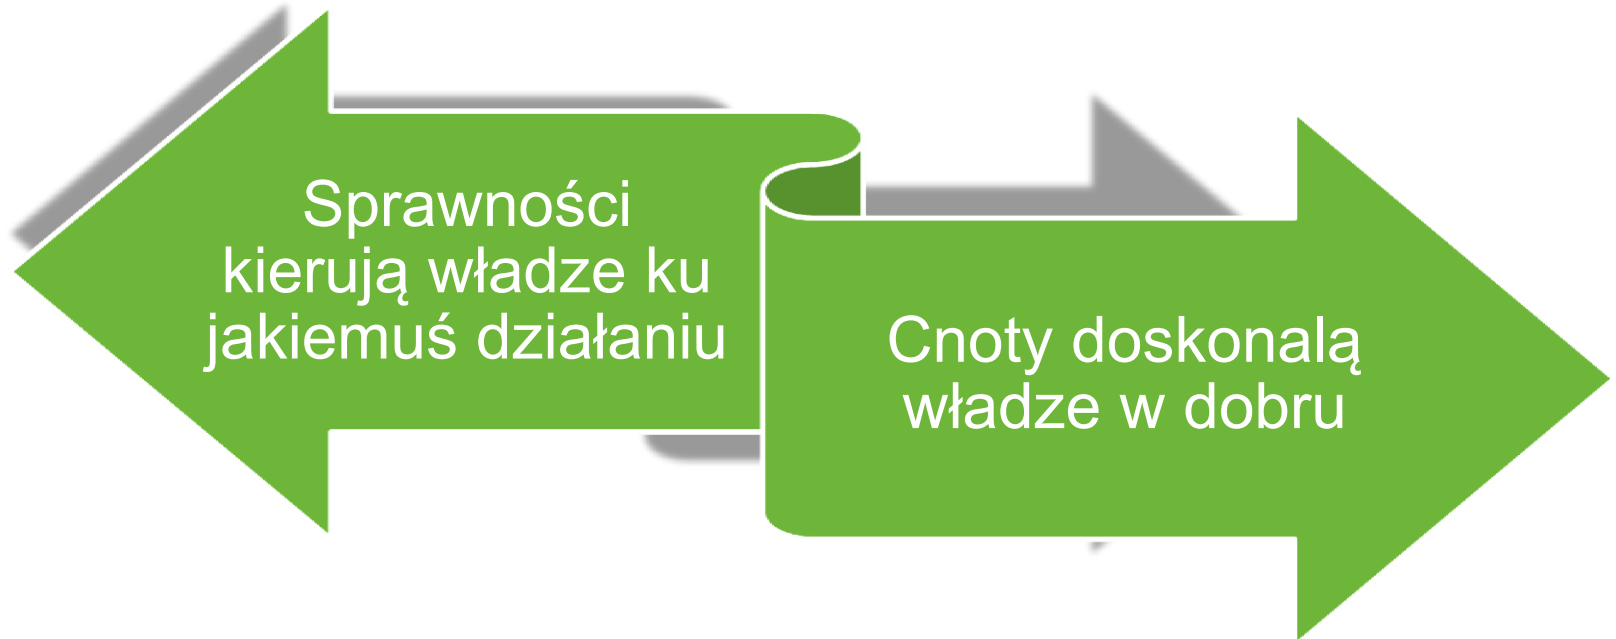 Sprawności
kierują władze ku
jakiemuś działaniu
Cnoty doskonalą
władze w dobru